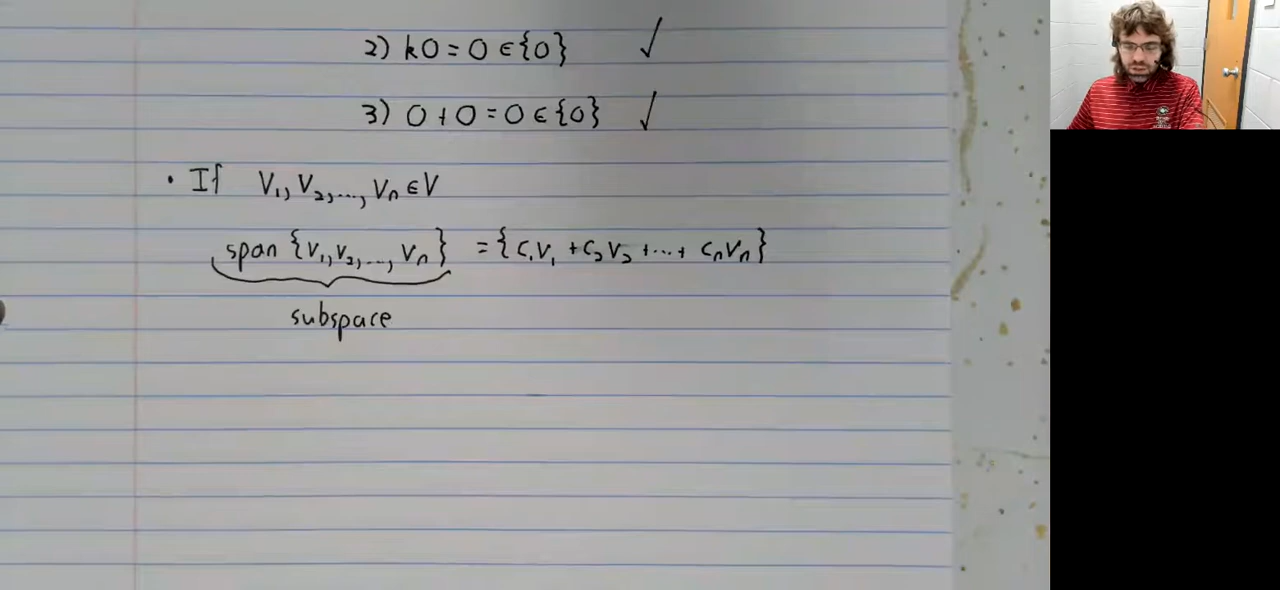 2) k0 = 0 ∈ {0} ✓
3) 0 + 0 = 0 ∈ {0} ✓
• If V₁, V₂, ..., Vₙ ∈ V
span {V₁, V₂, ..., Vₙ} = {C₁V₁ + C₂V₂ + ... + CₙVₙ}
subspace